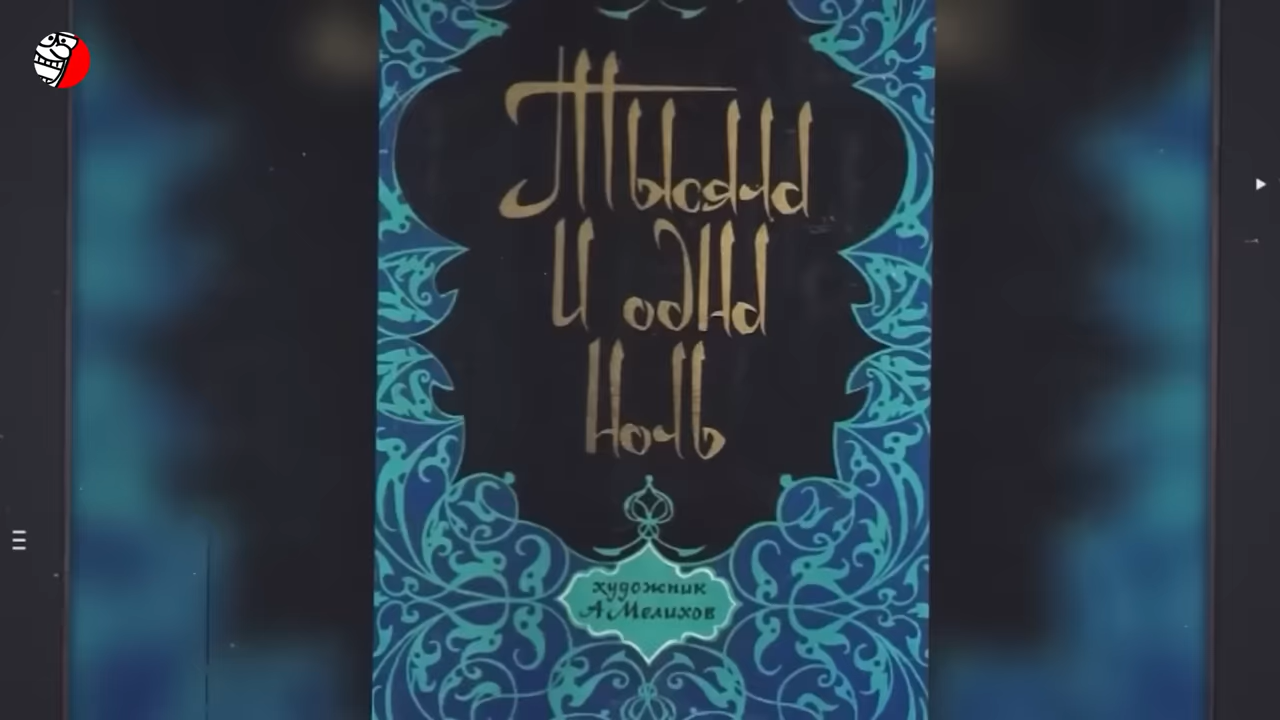 Тысяча
и одна
ночь
художник
А Мелихов